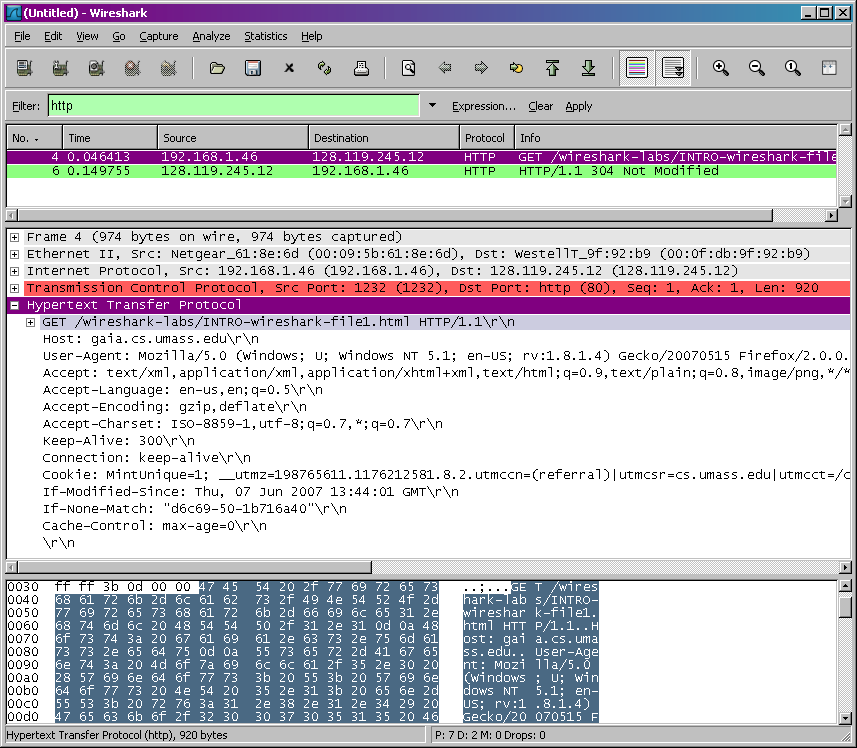 (Untitled) - Wireshark
File Edit View Go Capture Analyze Statistics Help
Filter: http Expression... Clear Apply
No. . Time Source Destination Protocol Info
4 0.046413 192.168.1.46 128.119.245.12 HTTP GET /wireshark-labs/INTRO-wireshark-file
6 0.149755 128.119.245.12 192.168.1.46 HTTP HTTP/1.1 304 Not Modified
Frame 4 (974 bytes on wire, 974 bytes captured)
Ethernet II, Src: Netgear_61:8e:6d (00:09:5b:61:8e:6d), Dst: WestellT_9f:92:b9 (00:0f:db:9f:92:b9)
Internet Protocol, Src: 192.168.1.46 (192.168.1.46), Dst: 128.119.245.12 (128.119.245.12)
Transmission Control Protocol, Src Port: 1232 (1232), Dst Port: http (80), Seq: 1, Ack: 1, Len: 920
Hypertext Transfer Protocol
GET /wireshark-labs/INTRO-wireshark-file1.html HTTP/1.1\r\n
Host: gaia.cs.umass.edu\r\n
User-Agent: Mozilla/5.0 (Windows; U; Windows NT 5.1; en-US; rv:1.8.1.4) Gecko/20070515 Firefox/2.0.0.
Accept: text/xml,application/xml,application/xhtml+xml,text/html;q=0.9,text/plain;q=0.8,image/png,*/*
Accept-Language: en-us,en;q=0.5\r\n
Accept-Encoding: gzip,deflate\r\n
Accept-Charset: ISO-8859-1,utf-8;q=0.7,*;q=0.7\r\n
Keep-Alive: 300\r\n
Connection: keep-alive\r\n
Cookie: MintUnique=1; __utmz=198765611.1176212581.8.2.utmccn=(referral)|utmcsr=cs.umass.edu|utmcct=/c
If-Modified-Since: Thu, 07 Jun 2007 13:44:01 GMT\r\n
If-None-Match: "d6c69-50-1b716a40"\r\n
Cache-Control: max-age=0\r\n
\r\n
0030 ff ff 3b 0d 00 00 47 45 54 20 2f 77 69 72 65 73 ..;...GE T /wires
0040 68 61 72 6b 2d 6c 61 62 73 2f 49 4e 54 52 4f 2d hark-lab s/INTRO-
0050 77 69 72 65 73 68 61 72 6b 2d 66 69 6c 65 31 2e wireshar k-file1.
0060 68 74 6d 6c 20 48 54 54 50 2f 31 2e 31 0d 0a 48 html HTT P/1.1..H
0070 6f 73 74 3a 20 67 61 69 61 2e 63 73 2e 75 6d 61 ost: gai a.cs.uma
0080 73 73 2e 65 64 75 0d 0a 55 73 65 72 2d 41 67 65 ss.edu.. User-Age
0090 6e 74 3a 20 4d 6f 7a 69 6c 6c 61 2f 35 2e 30 20 nt: Mozi lla/5.0
00a0 28 57 69 6e 64 6f 77 73 3b 20 55 3b 20 57 69 6e (Windows ; U; Win
00b0 64 6f 77 73 20 4e 54 20 35 2e 31 3b 20 65 6e 2d dows NT 5.1; en-
00c0 55 53 3b 20 72 76 3a 31 2e 38 2e 31 2e 34 29 20 US; rv:1 .8.1.4)
00d0 47 65 63 6b 6f 2f 32 30 30 37 30 35 31 35 20 46 Gecko/20 070515 F
Hypertext Transfer Protocol (http), 920 bytes P: 7 D: 2 M: 0 Drops: 0